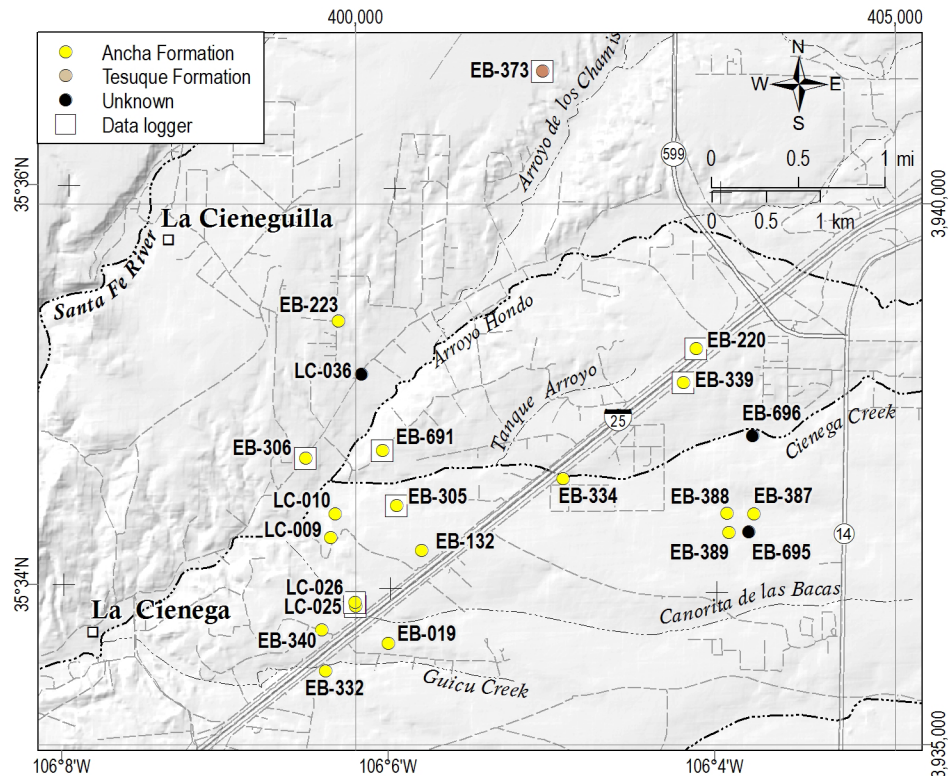 400,000
405,000
Ancha Formation
Tesuque Formation
Unknown
Data logger
EB-373
Arroyo de los Chamis
N
W
E
S
599
0
0.5
1 mi
0
0.5
1 km
35°36'N
3,940,000
La Cieneguilla
Santa Fe River
EB-223
Arroyo Hondo
LC-036
EB-220
EB-339
Tanque Arroyo
25
EB-696
Cienega Creek
EB-691
EB-306
EB-305
EB-334
LC-010
LC-009
EB-388
EB-387
EB-389
EB-695
14
EB-132
35°34'N
LC-026
LC-025
La Cienega
Canorita de las Bacas
EB-340
EB-019
EB-332
Guicu Creek
3,935,000
106°8'W
106°6'W
106°4'W